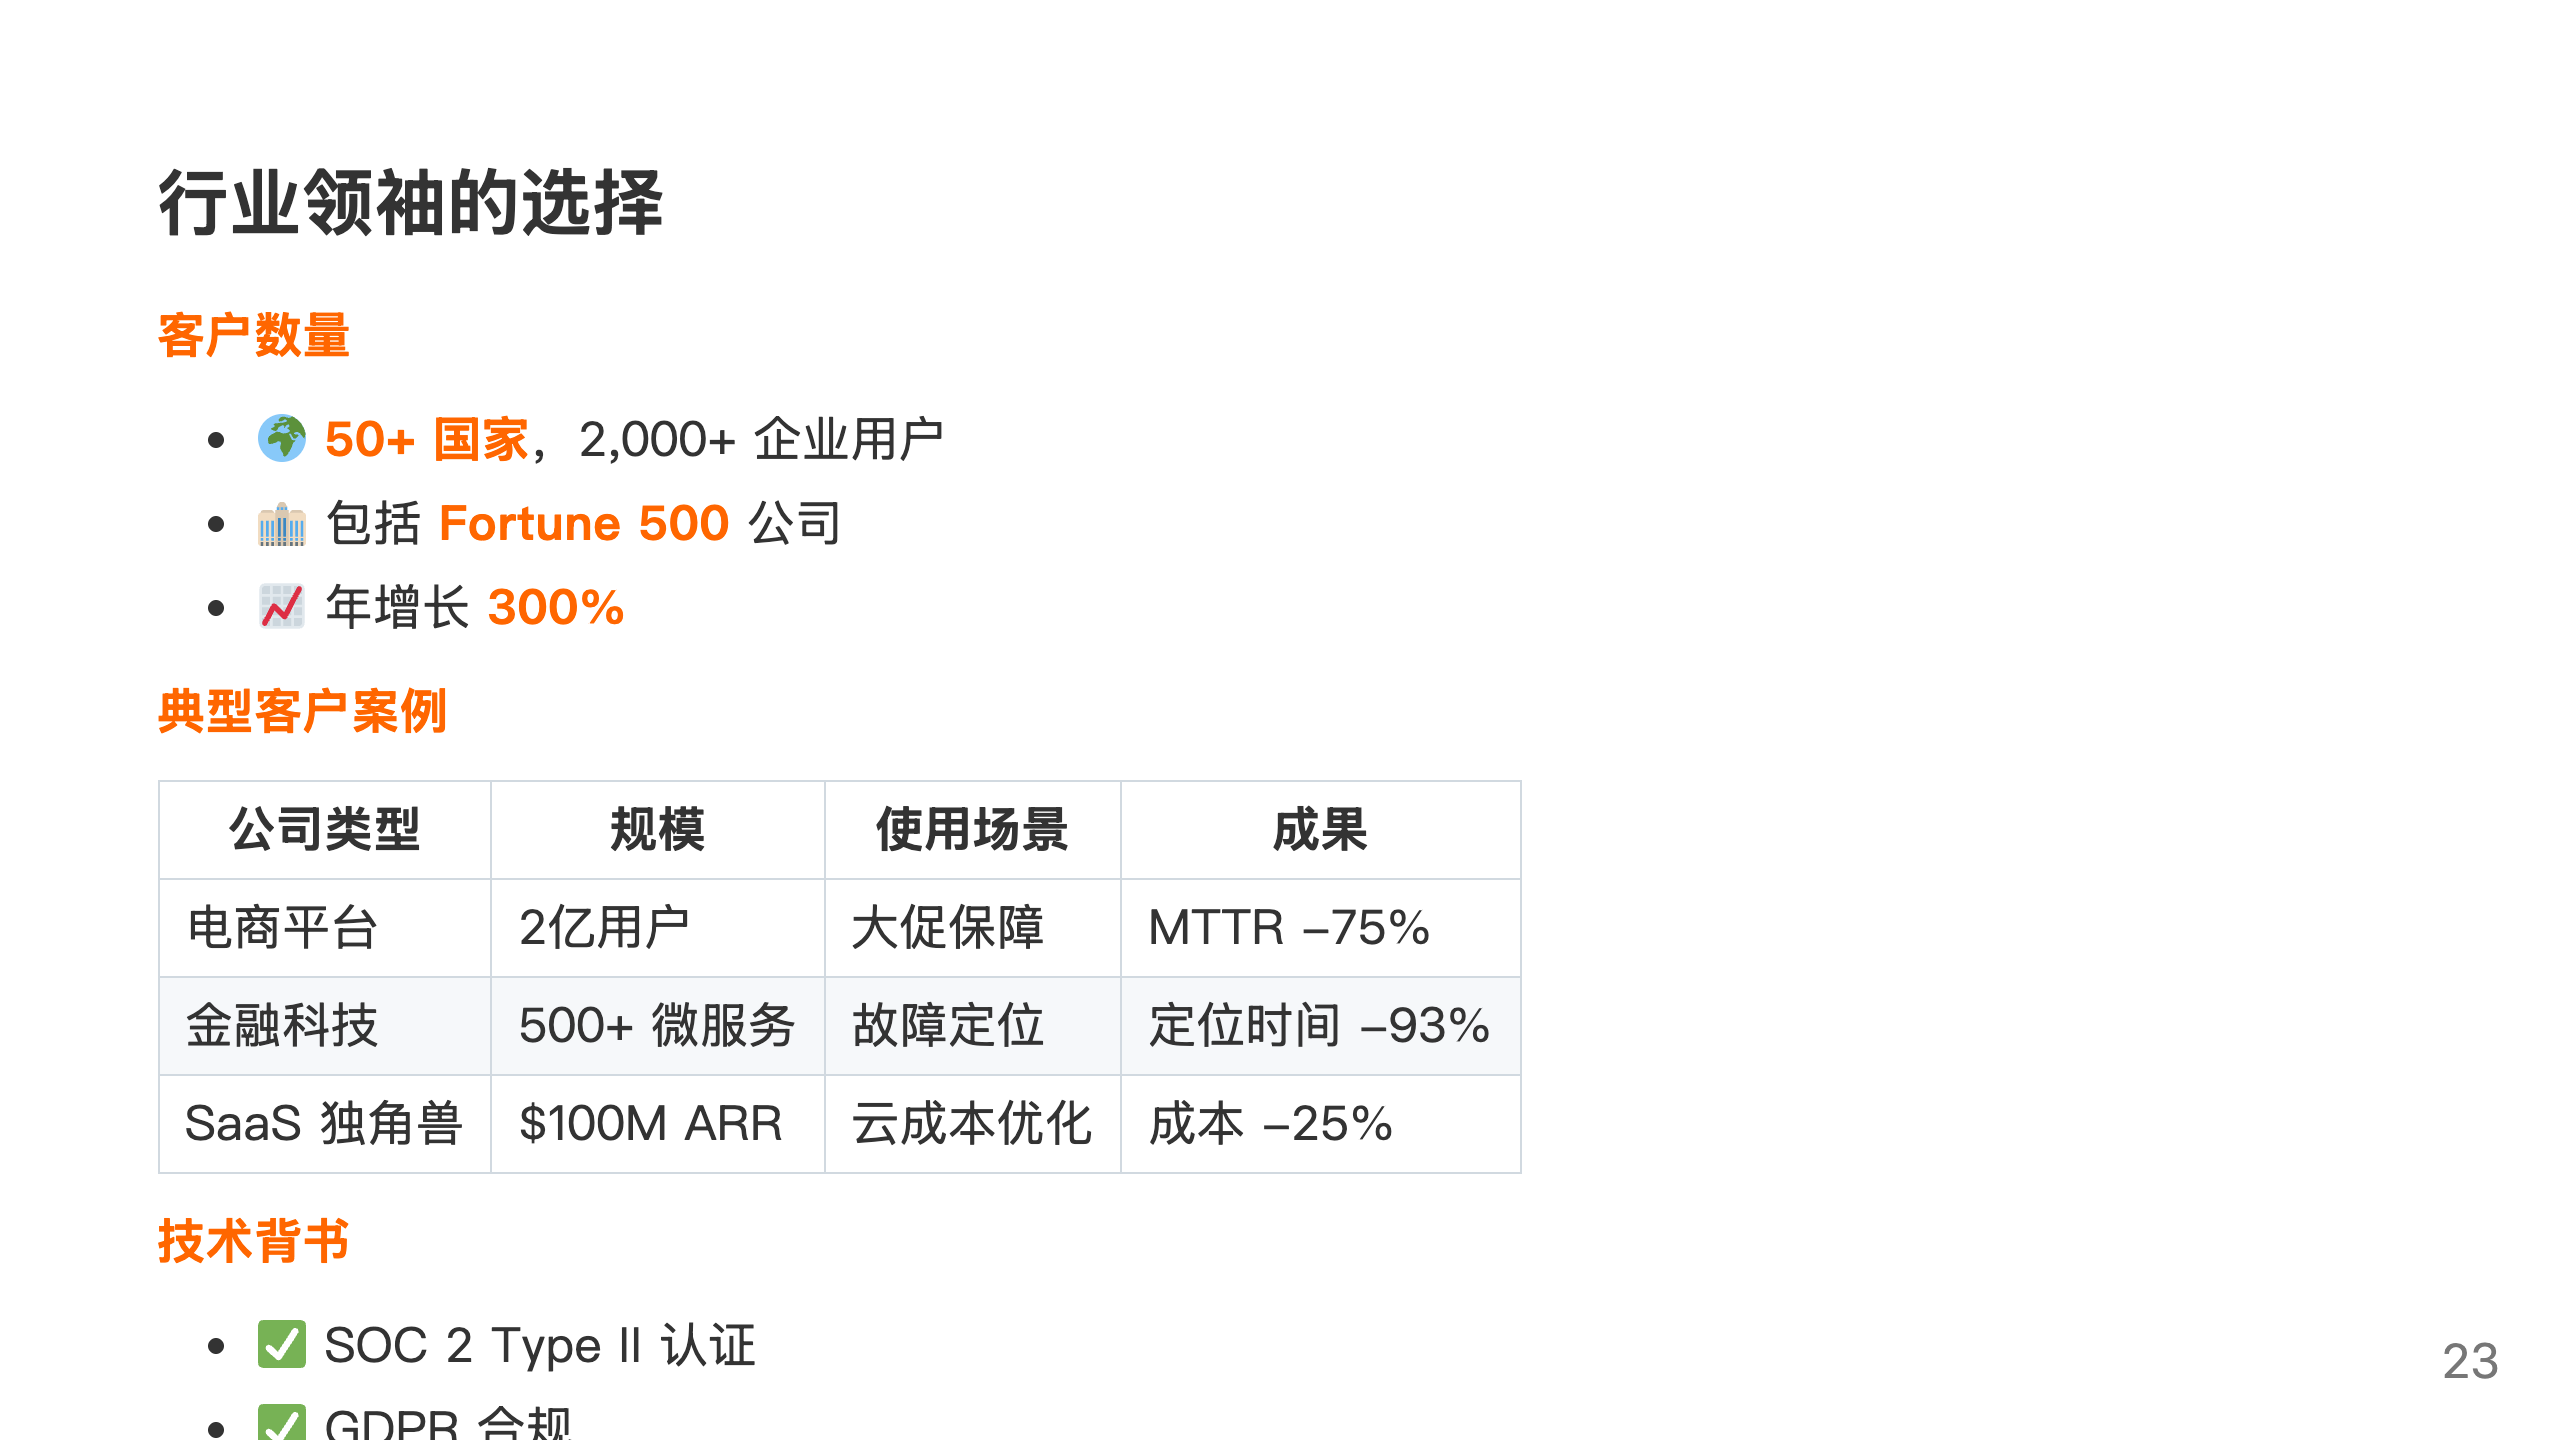 行业领袖的选择
客户数量
• 🌍 50+ 国家，2,000+ 企业用户
• 🏢 包括 Fortune 500 公司
• 📈 年增长 300%
典型客户案例
公司类型 规模 使用场景 成果
电商平台 2亿用户 大促保障 MTTR -75%
金融科技 500+ 微服务 故障定位 定位时间 -93%
SaaS 独角兽 $100M ARR 云成本优化 成本 -25%
技术背书
• ✅ SOC 2 Type II 认证
• ✅ GDPR 合规
23